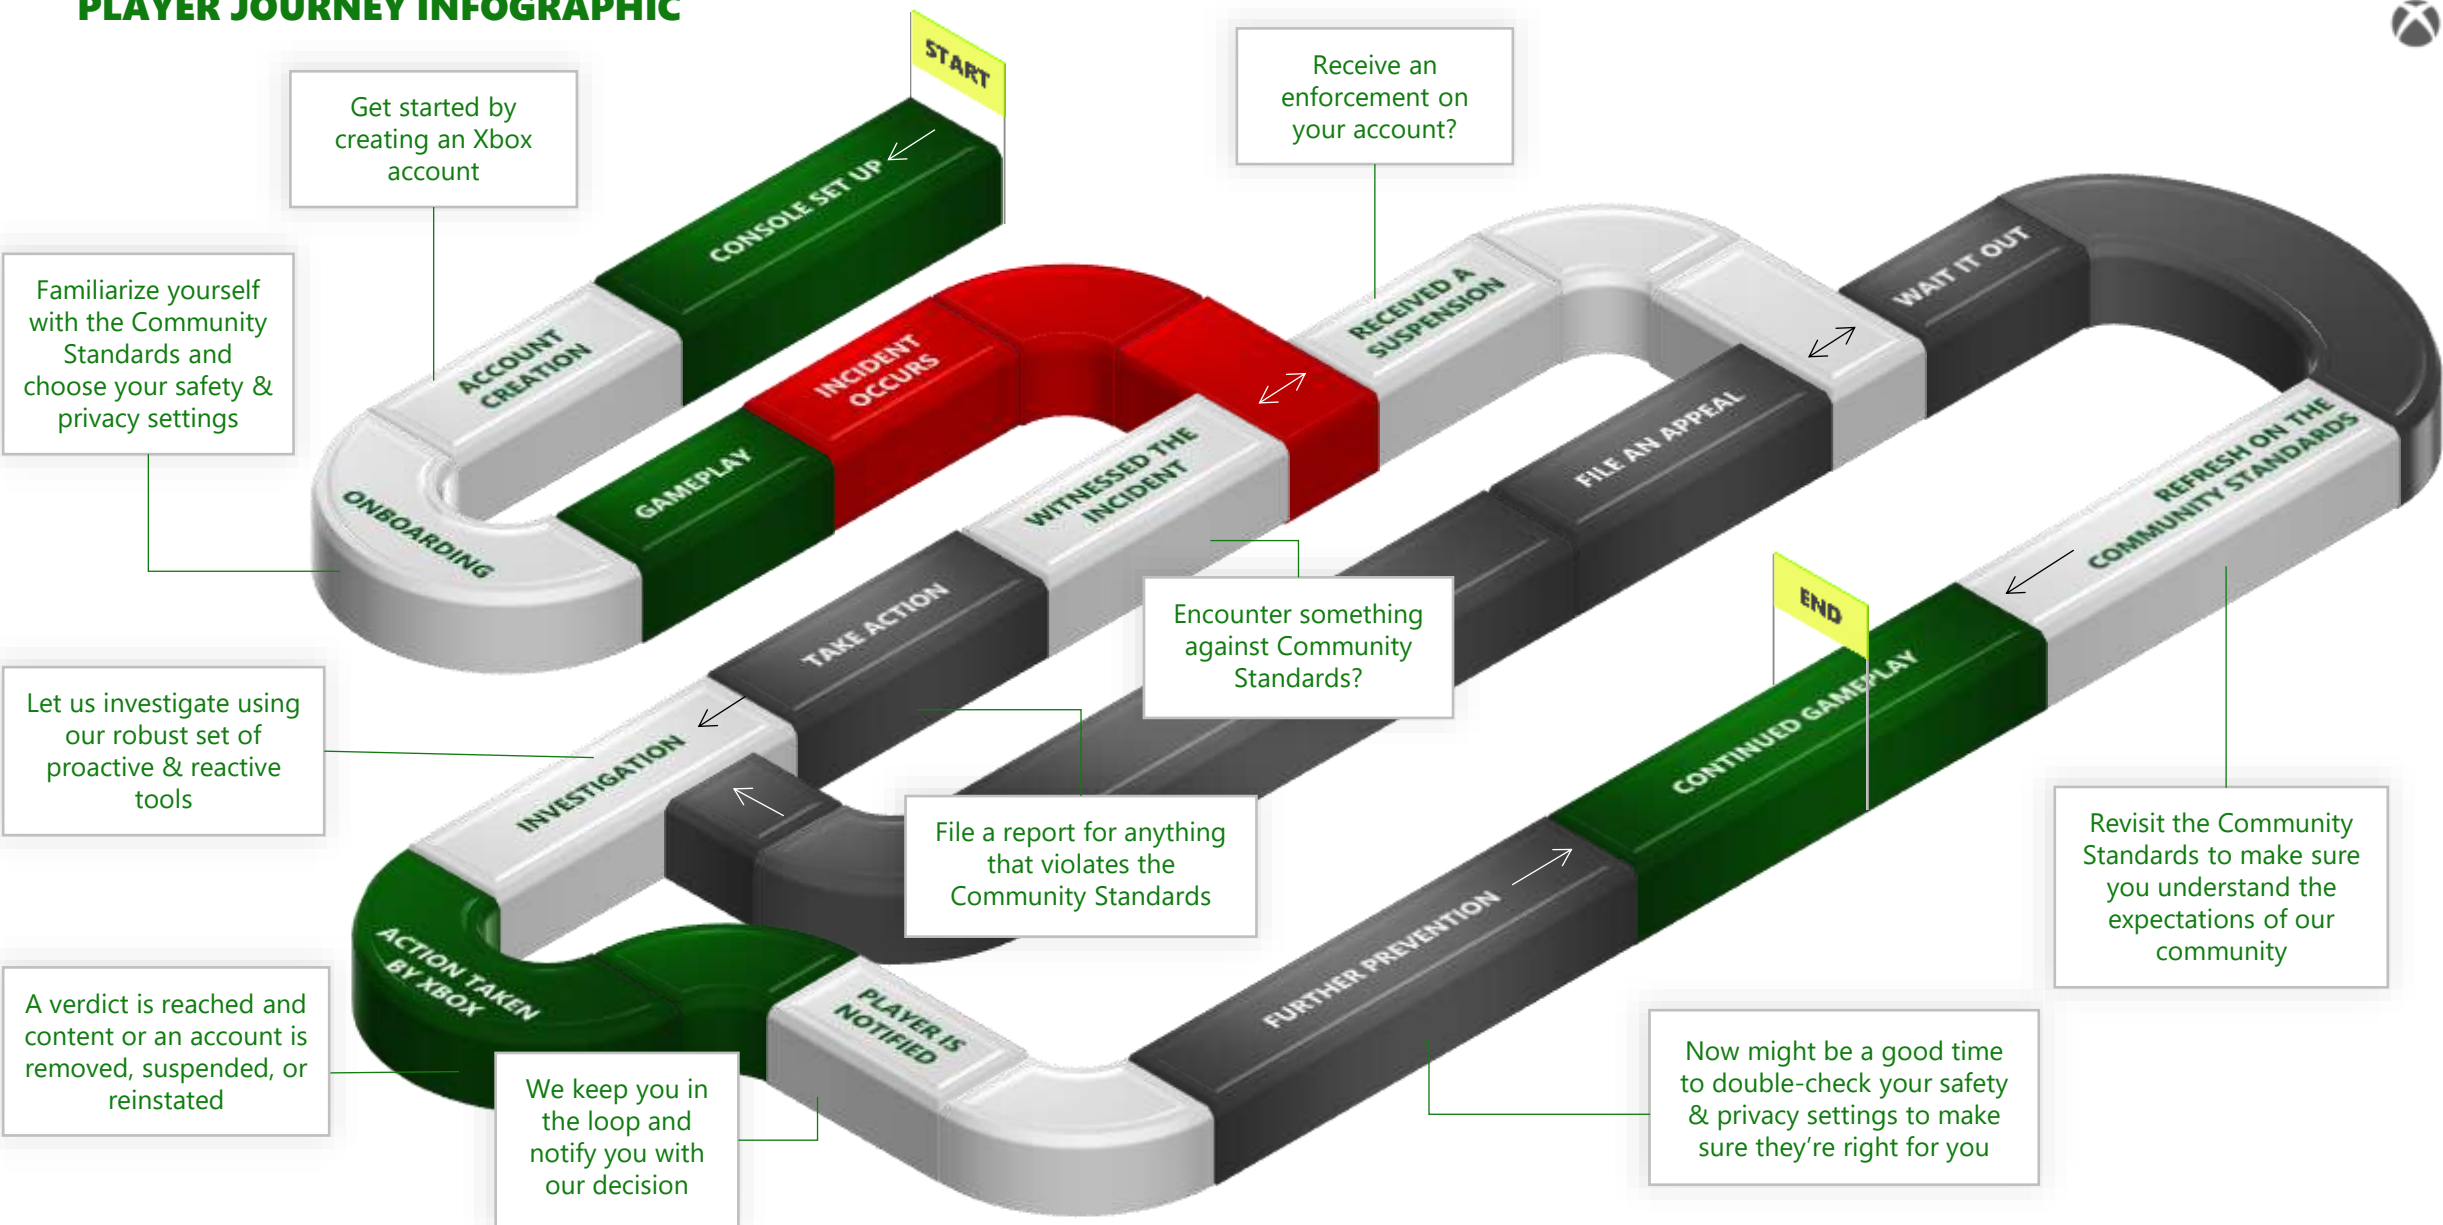 PLAYER JOURNEY INFOGRAPHIC
START
Get started by
creating an Xbox
account
Receive an
enforcement on
your account?
CONSOLE SET UP
Familiarize yourself
with the Community
Standards and
choose your safety &
privacy settings
ACCOUNT
CREATION
ONBOARDING
GAMEPLAY
INCIDENT
OCCURS
RECEIVED A
SUSPENSION
WAIT IT OUT
WITNESSED THE
INCIDENT
FILE AN APPEAL
REFRESH ON THE
COMMUNITY STANDARDS
TAKE ACTION
Encounter something
against Community
Standards?
END
CONTINUED GAMEPLAY
Let us investigate using
our robust set of
proactive & reactive
tools
INVESTIGATION
File a report for anything
that violates the
Community Standards
Revisit the Community
Standards to make sure
you understand the
expectations of our
community
ACTION TAKEN
BY XBOX
A verdict is reached and
content or an account is
removed, suspended, or
reinstated
PLAYER IS
NOTIFIED
We keep you in
the loop and
notify you with
our decision
FURTHER PREVENTION
Now might be a good time
to double-check your safety
& privacy settings to make
sure they’re right for you